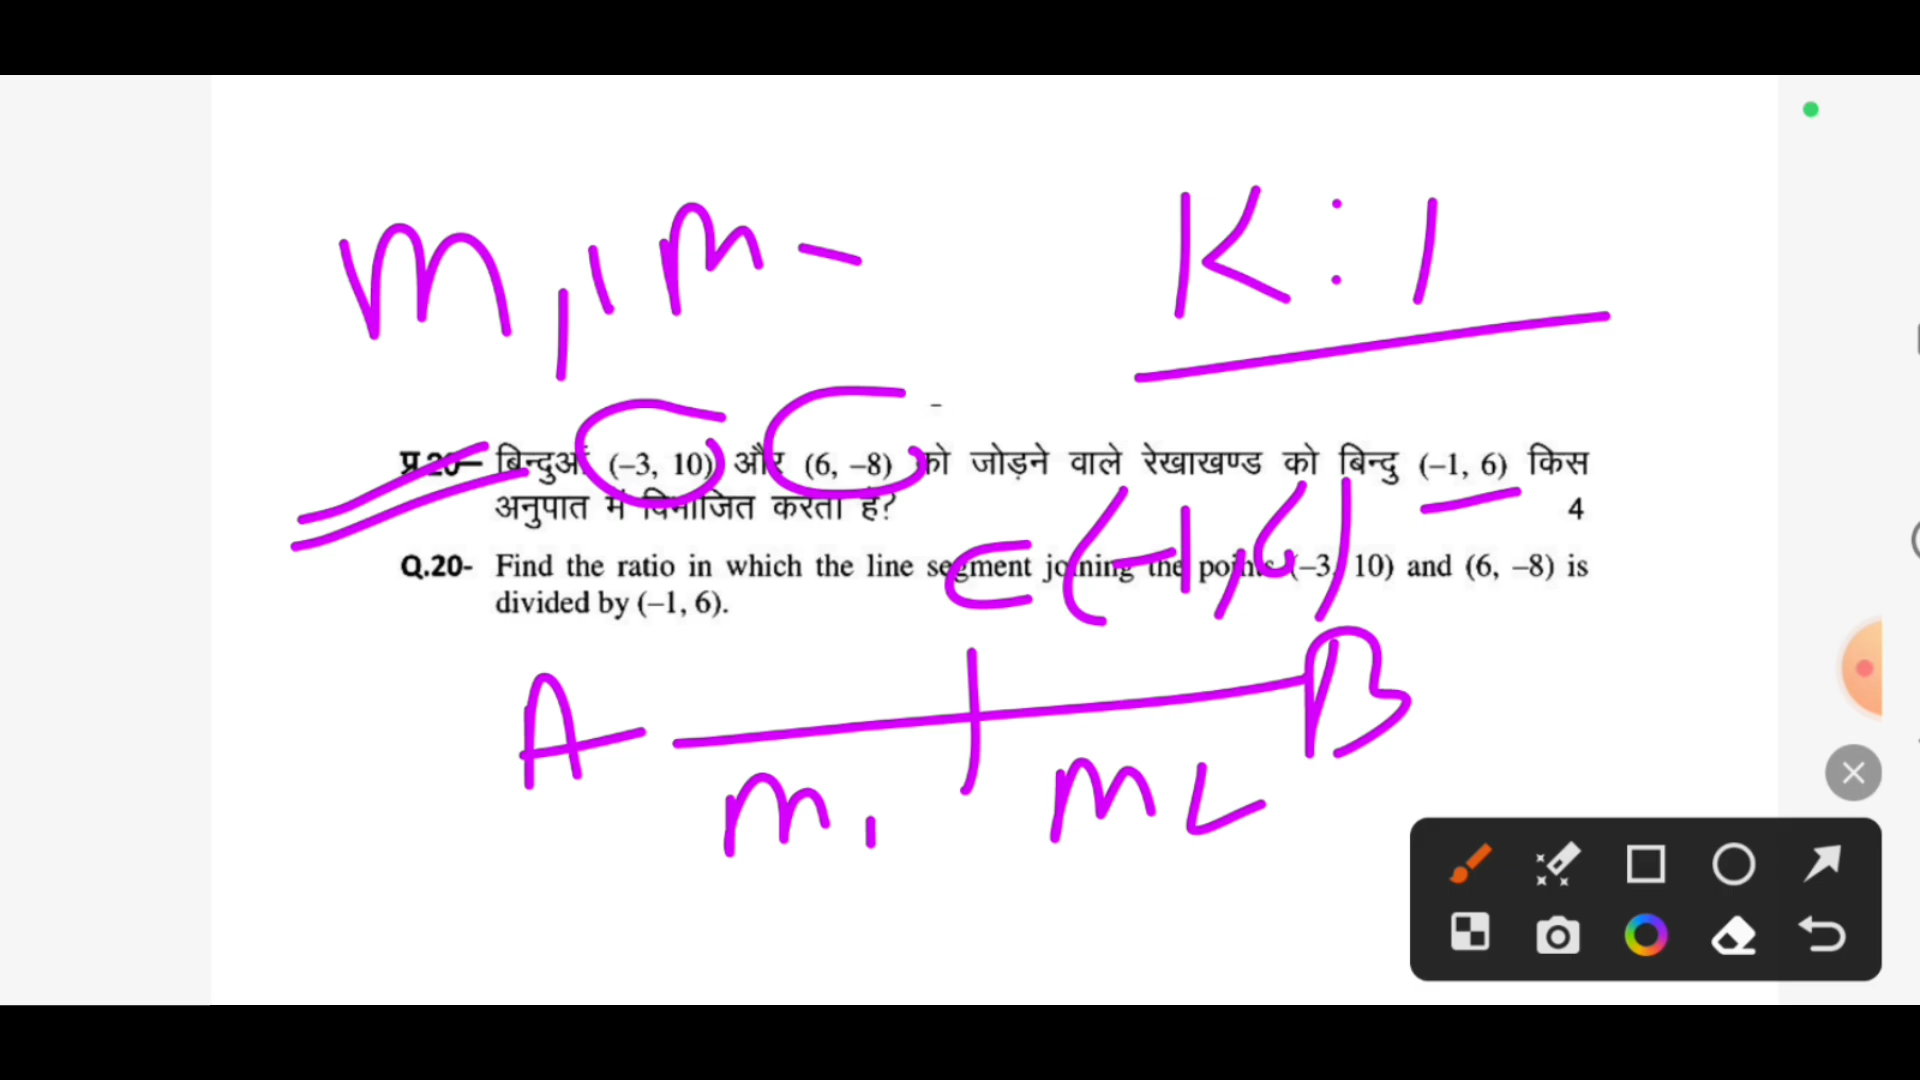 m1, m-
K:1
प्र.20– बिन्दुओं (–3, 10) और (6, –8) को जोड़ने वाले रेखाखण्ड को बिन्दु (–1, 6) किस
अनुपात में विभाजित करता है? 4
c(-1,6)
Q.20- Find the ratio in which the line segment joining the points (–3, 10) and (6, –8) is
divided by (–1, 6).
A B
m1 m2